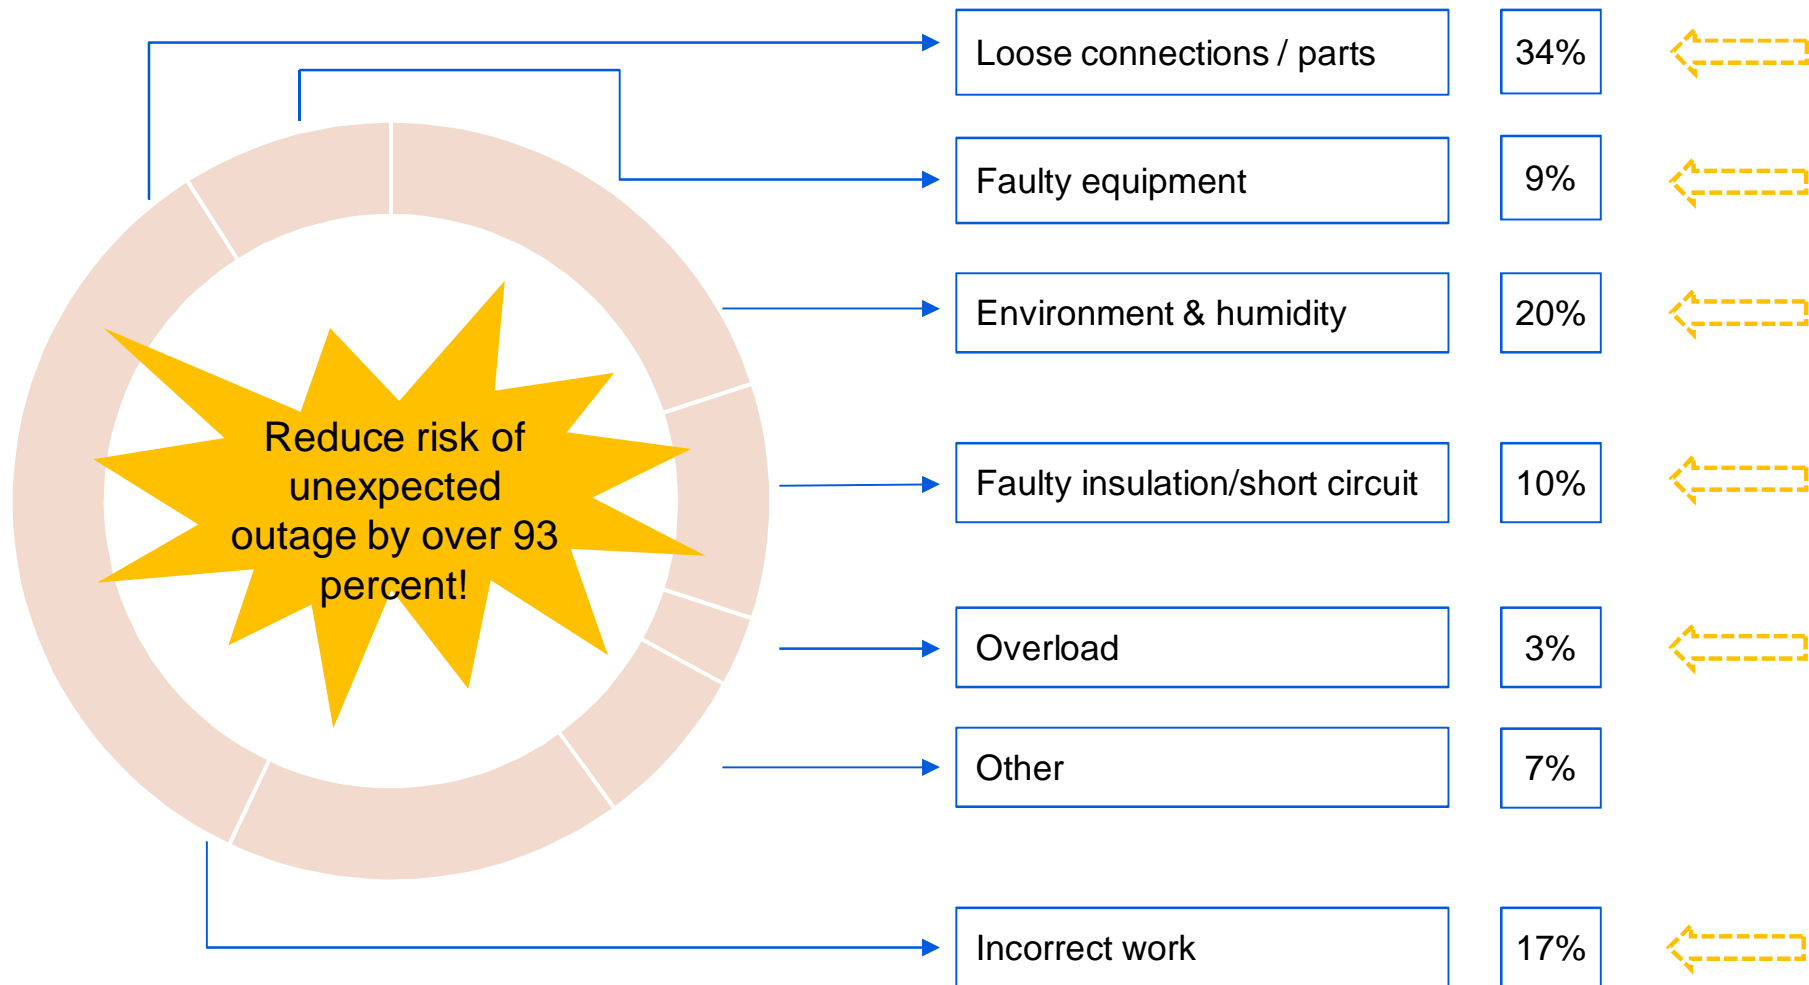 Loose connections / parts 34%
Faulty equipment 9%
Environment & humidity 20%
Reduce risk of
unexpected
outage by over 93
percent!
Faulty insulation/short circuit 10%
Overload 3%
Other 7%
Incorrect work 17%